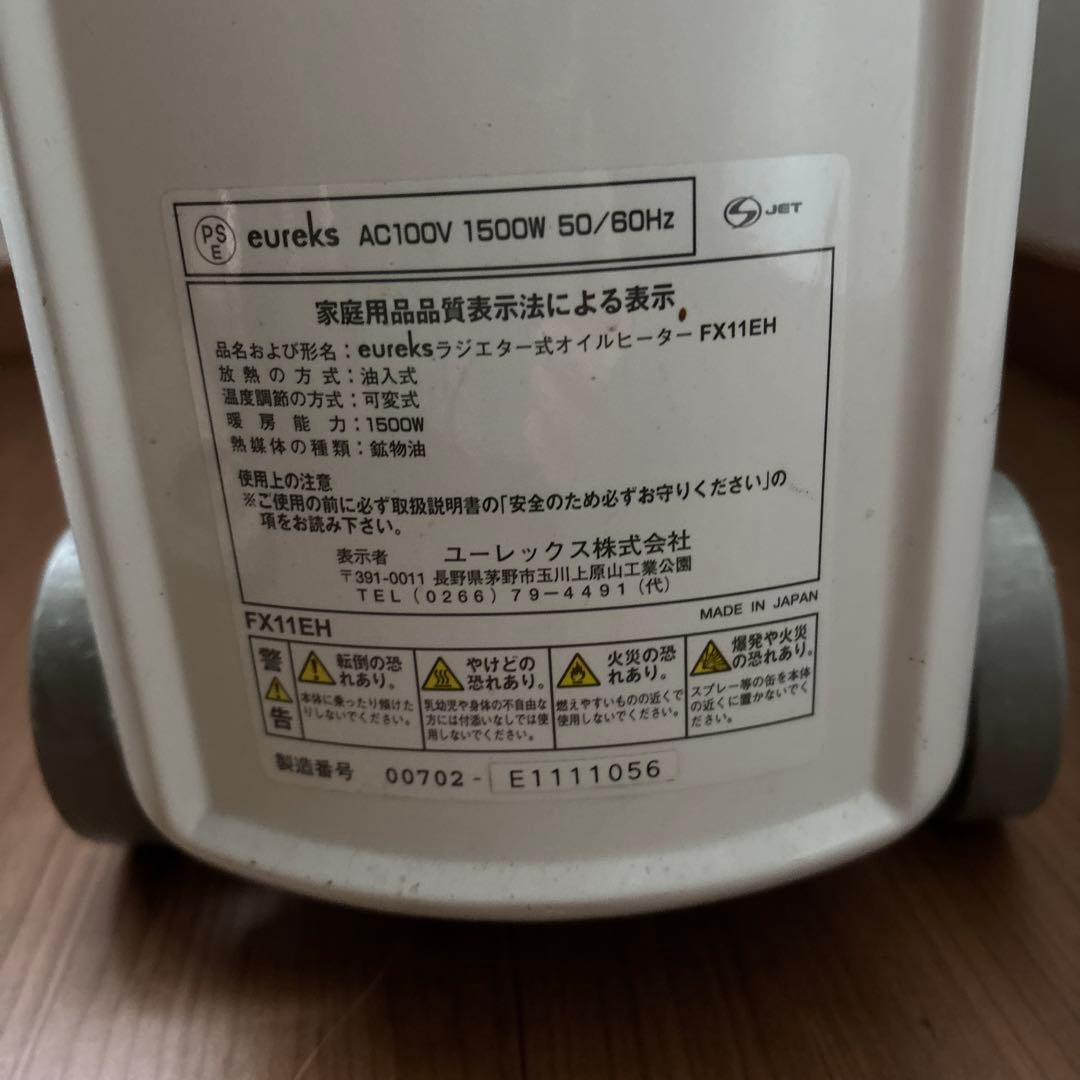 PS
E
eureks AC100V 1500W 50/60Hz
JET
家庭用品品質表示法による表示
品名および形名：eureksラジエター式オイルヒーター FX11EH
放熱の方式：油入式
温度調節の方式：可変式
暖房能力：1500W
熱媒体の種類：鉱物油
使用上の注意
※ご使用の前に必ず取扱説明書の「安全のため必ずお守りください」の
項をお読み下さい。
表示者 ユーレックス株式会社
〒391-0011 長野県茅野市玉川上原山工業公園
TEL(0266)79-4491(代)
FX11EH
MADE IN JAPAN
警
告
転倒の恐
れあり。
本体に乗ったり傾けた
りしないでください。
やけどの
恐れあり。
乳幼児や身体の不自由な
方には付添いなしでは使
用しないでください。
火災の恐
れあり。
燃えやすいものの近くで
使用しないでください。
爆発や火災
の恐れあり。
スプレー等の缶を本体
の近くに置かないでく
ださい。
製造番号 00702-E1111056